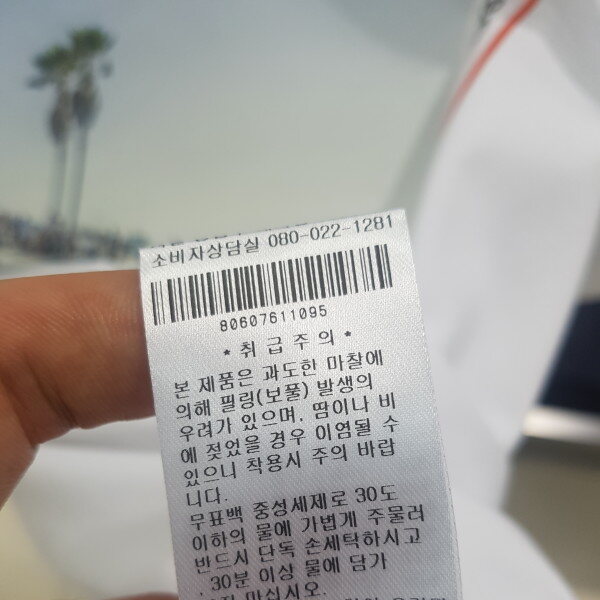 소비자상담실 080-022-1281
80607611095
* 취 급 주 의 *
본 제품은 과도한 마찰에
의해 필링(보풀) 발생의
우려가 있으며, 땀이나 비
에 젖었을 경우 이염될 수
있으니 착용시 주의 바랍
니다.
무표백 중성세제로 30도
이하의 물에 가볍게 주물러
반드시 단독 손세탁하시고
, 30분 이상 물에 담가
마십시오.